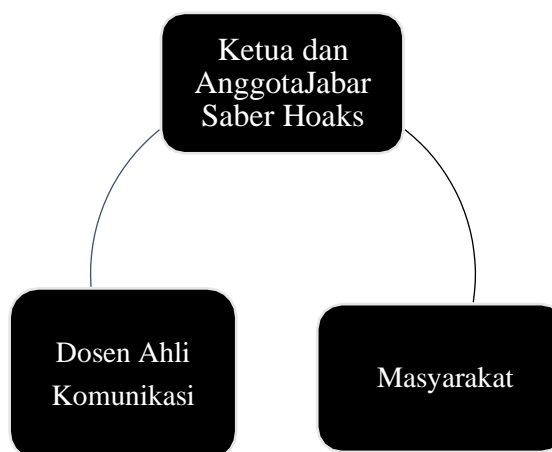 Ketua dan
AnggotaJabar
Saber Hoaks
Dosen Ahli
Komunikasi
Masyarakat